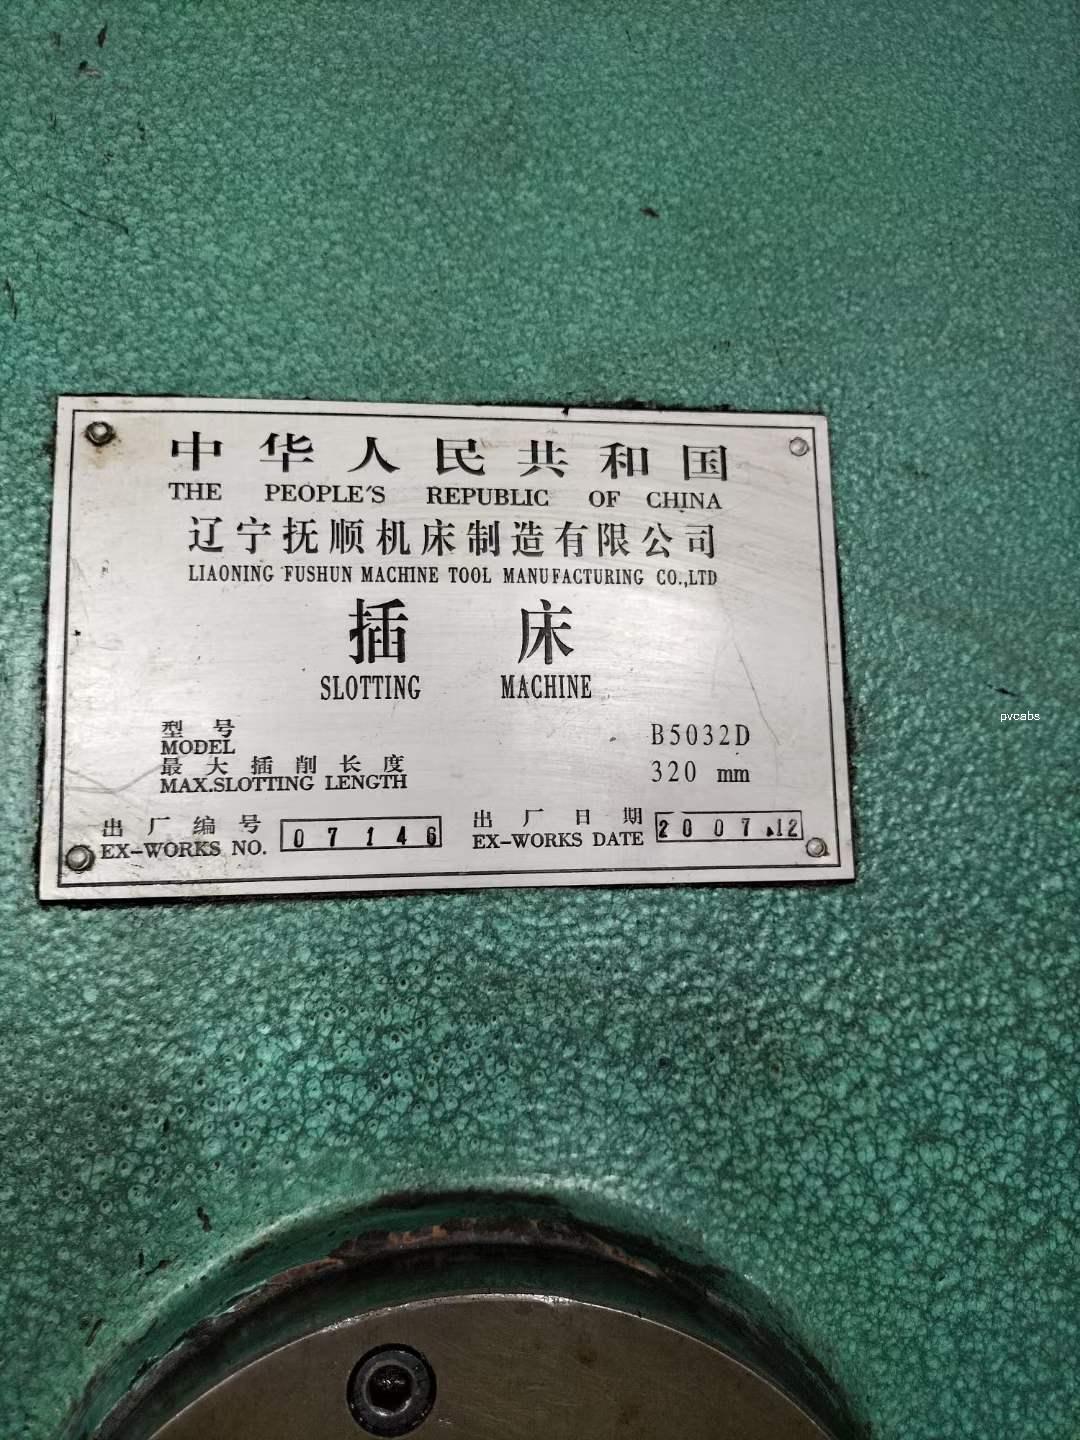 中华人民共和国
THE PEOPLE'S REPUBLIC OF CHINA
辽宁抚顺机床制造有限公司
LIAONING FUSHUN MACHINE TOOL MANUFACTURING CO.,LTD
插床
SLOTTING MACHINE
型号
MODEL B5032D
最大插削长度
MAX.SLOTTING LENGTH 320 mm
出厂编号
EX-WORKS NO. 07146
出厂日期
EX-WORKS DATE 2007.12
pvcabs